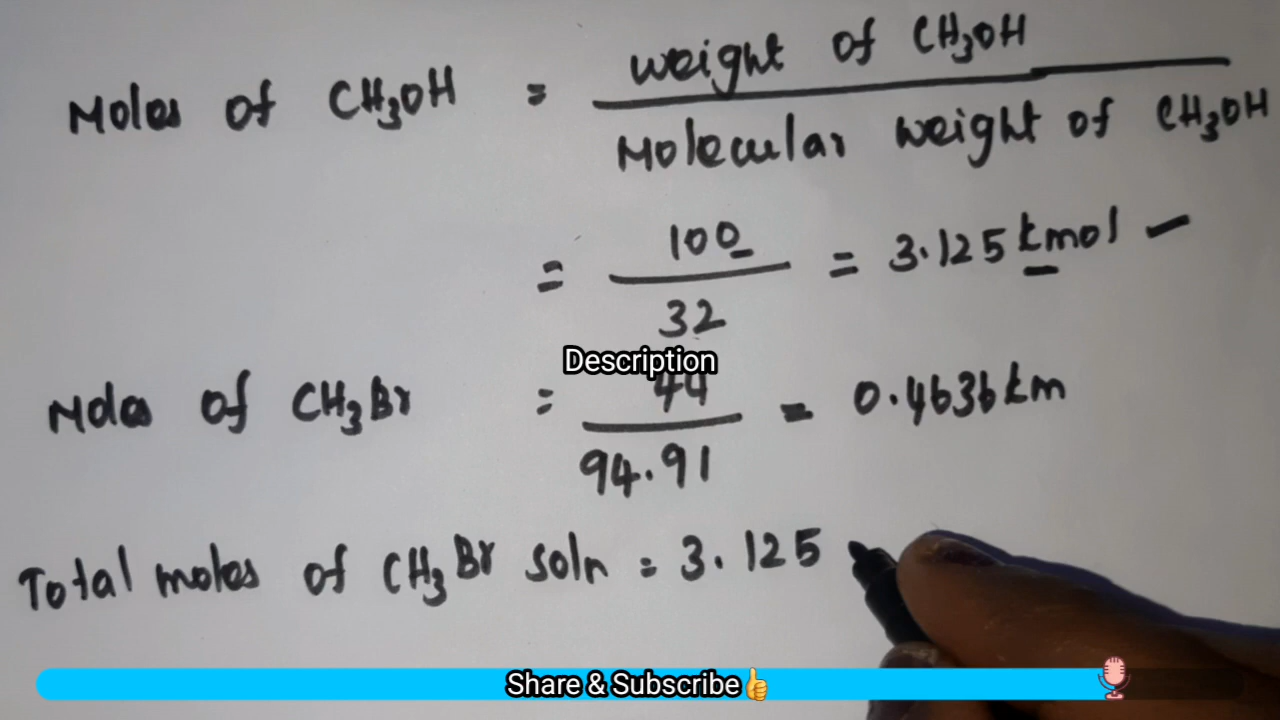 weight of CH₃OH
Moles of CH₃OH =
Molecular weight of CH₃OH
= 100 / 32 = 3.125 kmol –
Description
Moles of CH₃Br = 44 / 94.91 = 0.4636 km
Total moles of CH₃Br soln = 3.125
Share & Subscribe👍